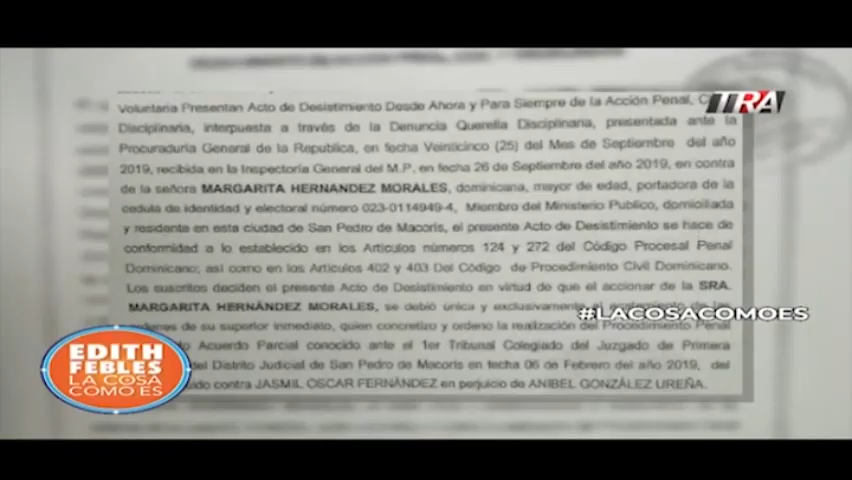 TRA
Voluntaria Presentan Acto de Desistimiento Desde Ahora y Para Siempre de la Acción Penal,
Disciplinaria, interpuesta a través de la Denuncia Querella Disciplinaria, presentada ante la
Procuraduría General de la Republica, en fecha Veinticinco (25) del Mes de Septiembre del año
2019, recibida en la Inspectoría General del M.P, en fecha 26 de Septiembre del año 2019, en contra
de la señora MARGARITA HERNANDEZ MORALES, dominicana, mayor de edad, portadora de la
cedula de identidad y electoral número 023-0114949-4, Miembro del Ministerio Publico, domiciliada
y residente en esta ciudad de San Pedro de Macorís, el presente Acto de Desistimiento se hace de
conformidad a lo establecido en los Artículos números 124 y 272 del Código Procesal Penal
Dominicano; así como en los Artículos 402 y 403 Del Código de Procedimiento Civil Dominicano.
Los suscritos deciden el presente Acto de Desistimiento en virtud de que el accionar de la SRA.
MARGARITA HERNÁNDEZ MORALES, se debió única y exclusivamente
#LACOSACOMOES
de su superior inmediato, quien concretizo y ordeno la realización del Procedimiento Penal
Acuerdo Parcial conocido ante el 1er Tribunal Colegiado del Juzgado de Primera
del Distrito Judicial de San Pedro de Macorís en fecha 06 de Febrero del año 2019, del
contra JASMIL OSCAR FERNÁNDEZ en perjuicio de ANIBEL GONZÁLEZ UREÑA.
EDITH
FEBLES
LA COSA
COMO ES